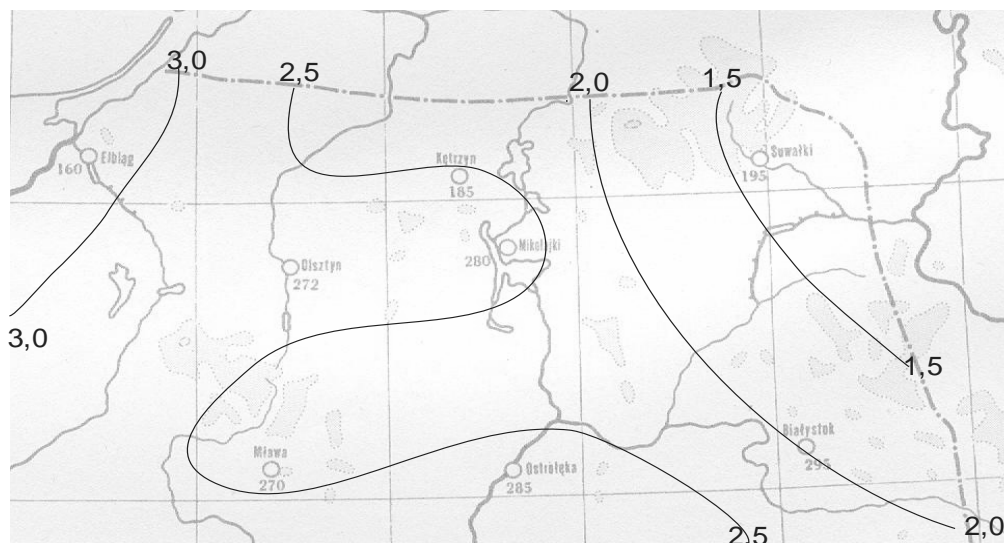 3,0
2,5
2,0
1,5
Elbląg
160
Kętrzyn
185
Suwałki
195
Mikołajki
280
Olsztyn
272
3,0
1,5
Białystok
295
Mława
270
Ostrołęka
285
2,5
2,0